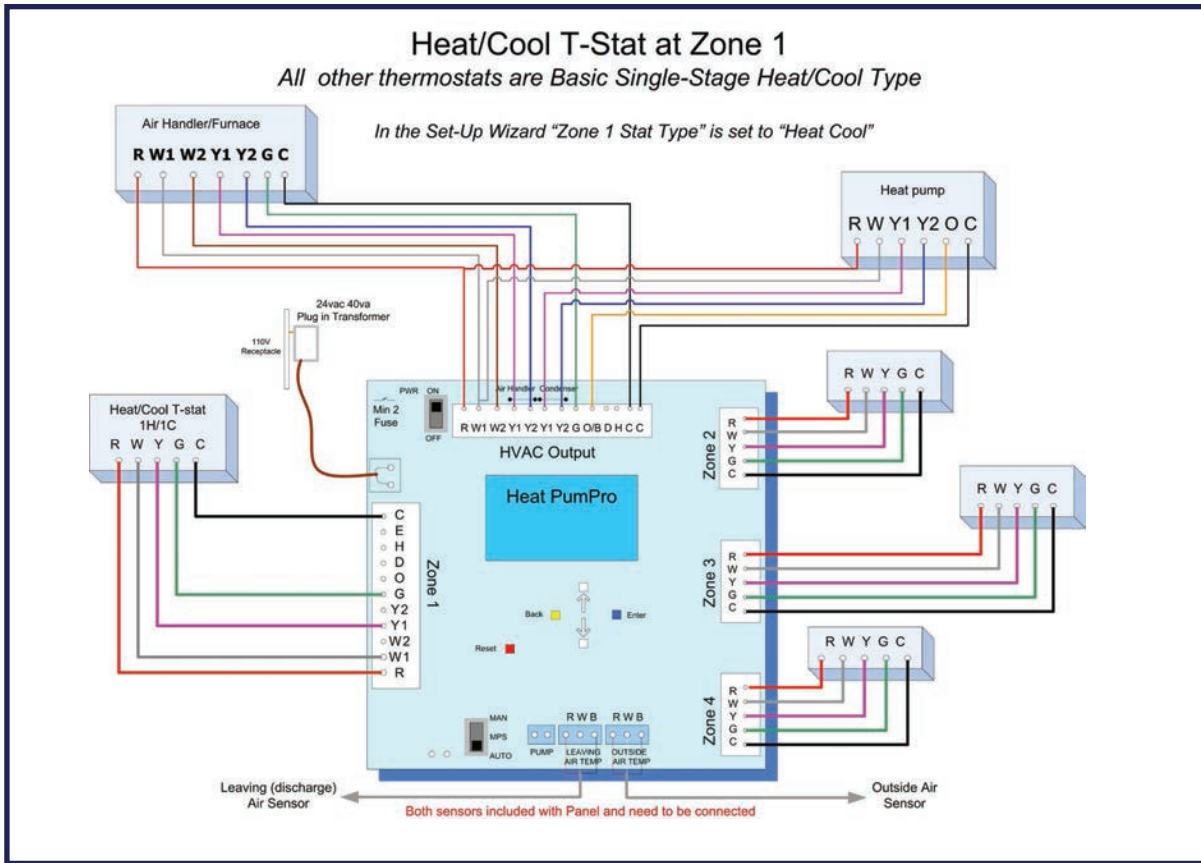 Heat/Cool T-Stat at Zone 1
All other thermostats are Basic Single-Stage Heat/Cool Type
In the Set-Up Wizard “Zone 1 Stat Type” is set to “Heat Cool”
Air Handler/Furnace
R W1 W2 Y1 Y2 G C
Heat pump
R W Y1 Y2 O C
24vac 40va
Plug in Transformer
110V
Receptacle
Heat/Cool T-stat
1H/1C
R W Y G C
PWR ON
OFF
Min 2
Fuse
Air Handler Condenser
R W1 W2 Y1 Y2 Y1 Y2 G O/B D H C C
HVAC Output
Heat PumPro
Zone 1
C
E
H
D
O
G
Y2
Y1
W2
W1
R
Back
Enter
Reset
Zone 2
R
W
Y
G
C
R W Y G C
Zone 3
R
W
Y
G
C
R W Y G C
Zone 4
R
W
Y
G
C
R W Y G C
MAN
MPS
AUTO
PUMP
R W B
LEAVING
AIR TEMP
R W B
OUTSIDE
AIR TEMP
Leaving (discharge)
Air Sensor
Both sensors included with Panel and need to be connected
Outside Air
Sensor